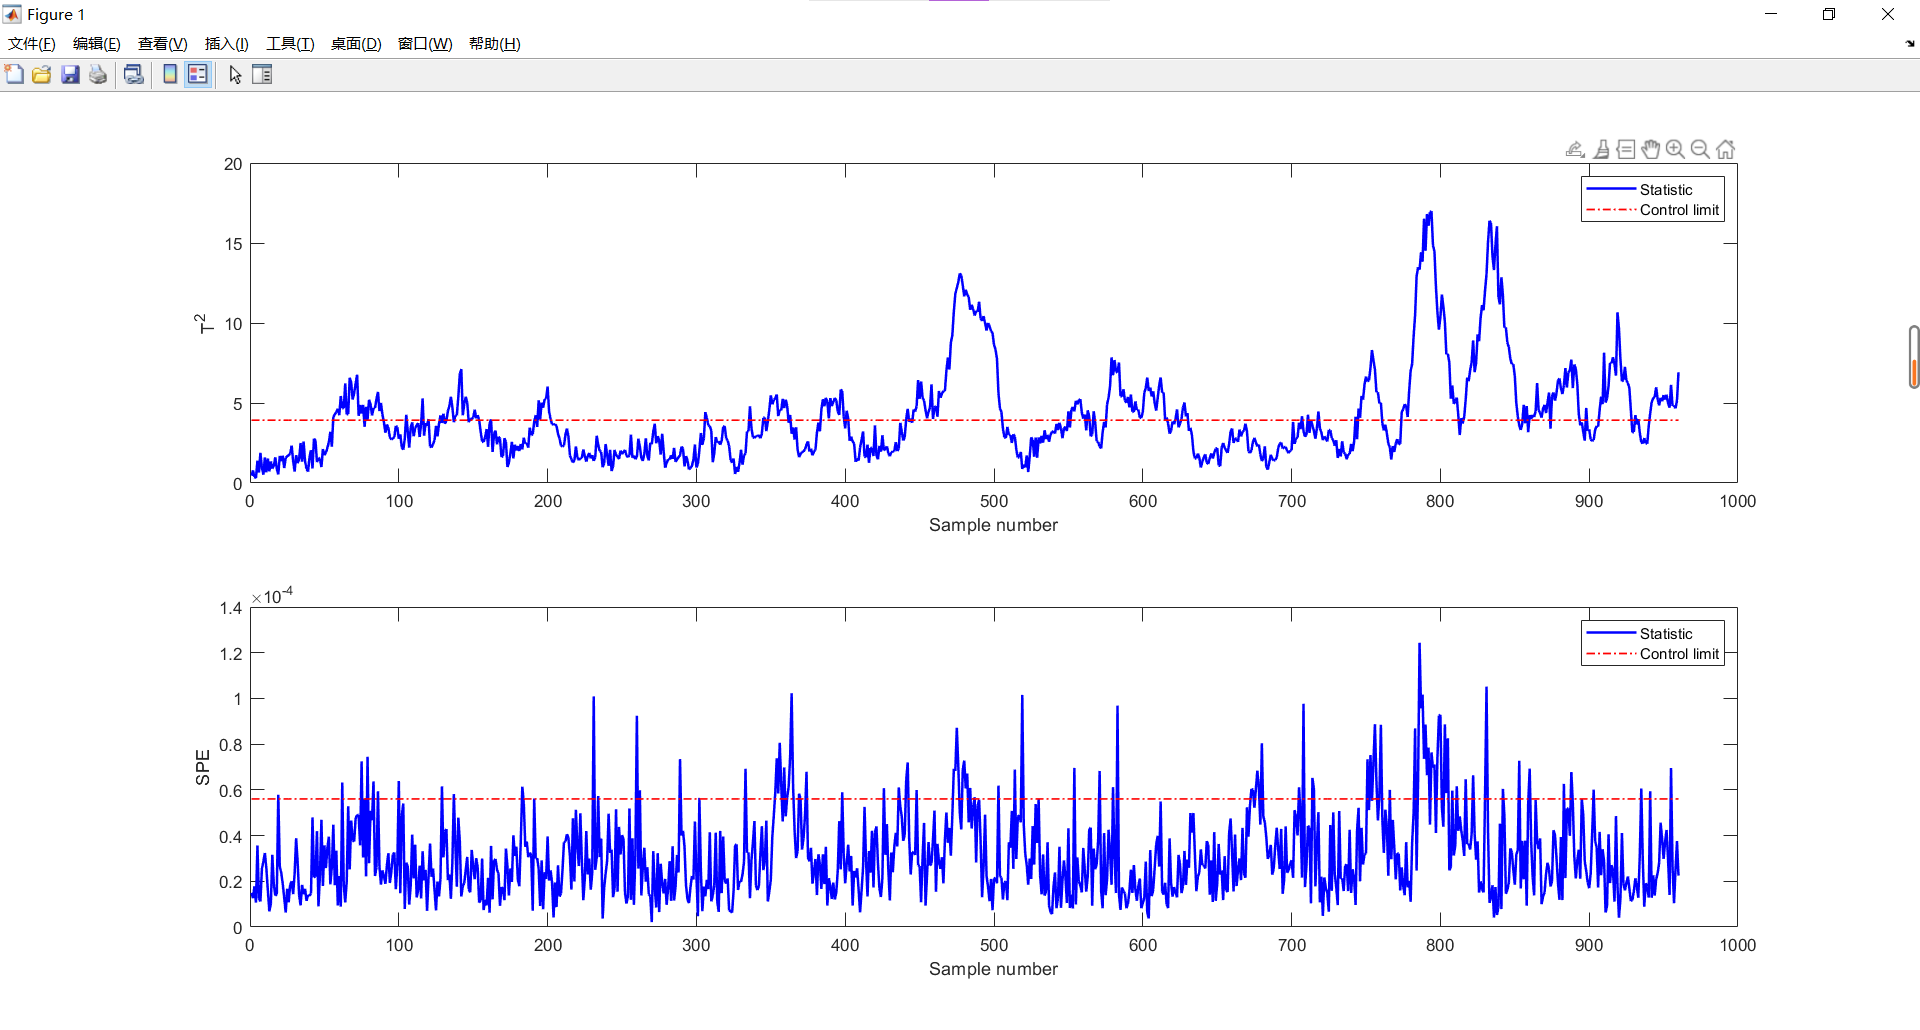 Figure 1
文件(F) 编辑(E) 查看(V) 插入(I) 工具(T) 桌面(D) 窗口(W) 帮助(H)
20
15
10
5
0
T²
0 100 200 300 400 500 600 700 800 900 1000
Sample number
Statistic
Control limit
×10⁻⁴
1.4
1.2
1
0.8
0.6
0.4
0.2
0
SPE
0 100 200 300 400 500 600 700 800 900 1000
Sample number
Statistic
Control limit